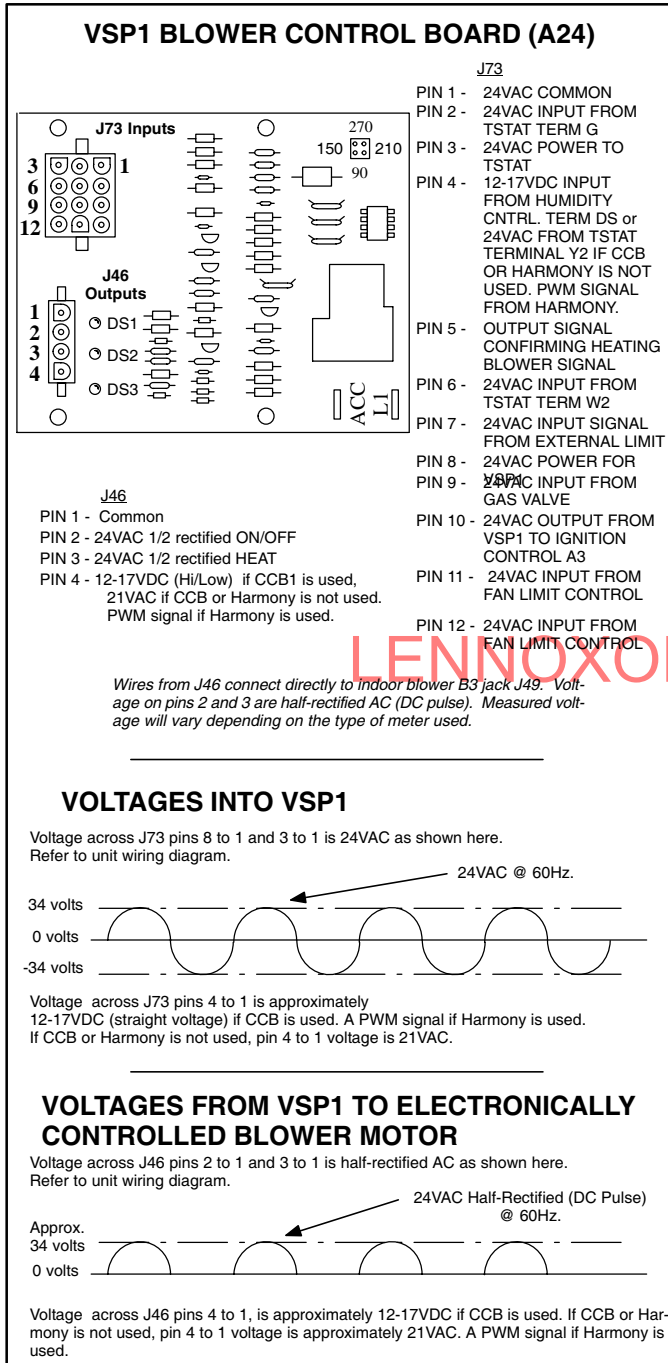 VSP1 BLOWER CONTROL BOARD (A24)
J73 Inputs
3
1
6
9
12
270
150
210
90
J46
Outputs
1
2
3
4
DS1
DS2
DS3
ACC
L1
J73
PIN 1 - 24VAC COMMON
PIN 2 - 24VAC INPUT FROM
TSTAT TERM G
PIN 3 - 24VAC POWER TO
TSTAT
PIN 4 - 12-17VDC INPUT
FROM HUMIDITY
CNTRL. TERM DS or
24VAC FROM TSTAT
TERMINAL Y2 IF CCB
OR HARMONY IS NOT
USED. PWM SIGNAL
FROM HARMONY.
PIN 5 - OUTPUT SIGNAL
CONFIRMING HEATING
BLOWER SIGNAL
PIN 6 - 24VAC INPUT FROM
TSTAT TERM W2
PIN 7 - 24VAC INPUT SIGNAL
FROM EXTERNAL LIMIT
PIN 8 - 24VAC POWER FOR
VSP1
PIN 9 - 24VAC INPUT FROM
GAS VALVE
PIN 10 - 24VAC OUTPUT FROM
VSP1 TO IGNITION
CONTROL A3
PIN 11 - 24VAC INPUT FROM
FAN LIMIT CONTROL
PIN 12 - 24VAC INPUT FROM
FAN LIMIT CONTROL
J46
PIN 1 - Common
PIN 2 - 24VAC 1/2 rectified ON/OFF
PIN 3 - 24VAC 1/2 rectified HEAT
PIN 4 - 12-17VDC (Hi/Low) if CCB1 is used,
21VAC if CCB or Harmony is not used.
PWM signal if Harmony is used.
LENNOXO
Wires from J46 connect directly to indoor blower B3 jack J49. Volt-
age on pins 2 and 3 are half-rectified AC (DC pulse). Measured volt-
age will vary depending on the type of meter used.
VOLTAGES INTO VSP1
Voltage across J73 pins 8 to 1 and 3 to 1 is 24VAC as shown here.
Refer to unit wiring diagram.
24VAC @ 60Hz.
34 volts
0 volts
-34 volts
Voltage across J73 pins 4 to 1 is approximately
12-17VDC (straight voltage) if CCB is used. A PWM signal if Harmony is used.
If CCB or Harmony is not used, pin 4 to 1 voltage is 21VAC.
VOLTAGES FROM VSP1 TO ELECTRONICALLY
CONTROLLED BLOWER MOTOR
Voltage across J46 pins 2 to 1 and 3 to 1 is half-rectified AC as shown here.
Refer to unit wiring diagram.
24VAC Half-Rectified (DC Pulse)
@ 60Hz.
Approx.
34 volts
0 volts
Voltage across J46 pins 4 to 1, is approximately 12-17VDC if CCB is used. If CCB or Har-
mony is not used, pin 4 to 1 voltage is approximately 21VAC. A PWM signal if Harmony is
used.